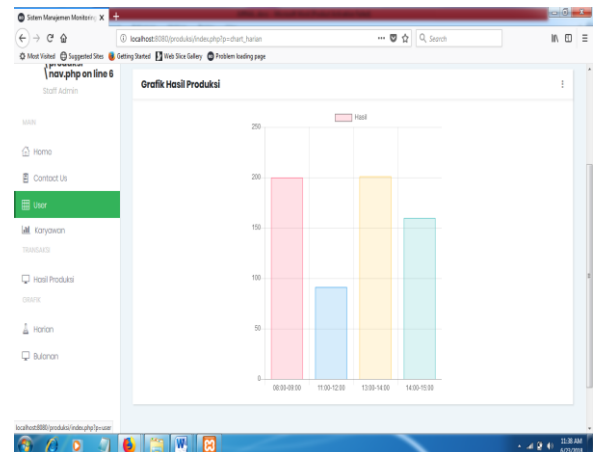 Sistem Manajemen Monitoring
localhost:8080/produksi/index.php?p=chart_harian
Search
Most Visited Suggested Sites Getting Started Web Slice Gallery Problem loading page
\produksi
\nav.php on line 6
Staff Admin
MAIN
Home
Contact Us
User
Karyawan
TRANSAKSI
Hasil Produksi
GRAFIK
Harian
Bulanan
Grafik Hasil Produksi
Hasil
250
200
150
100
50
0
08:00-09:00 11:00-12:00 13:00-14:00 14:00-15:00
localhost:8080/produksi/index.php?p=user
11:38 AM